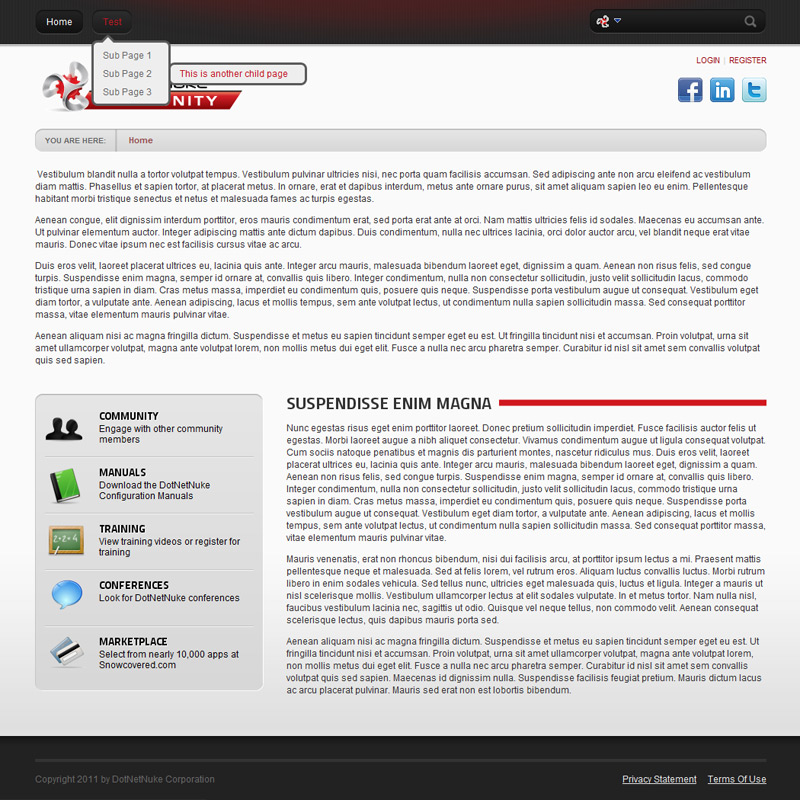 Home
Test
Sub Page 1
Sub Page 2
This is another child page
Sub Page 3
LOGIN | REGISTER
YOU ARE HERE:
Home
Vestibulum blandit nulla a tortor volutpat tempus. Vestibulum pulvinar ultricies nisi, nec porta quam facilisis accumsan. Sed adipiscing ante non arcu eleifend ac vestibulum
diam mattis. Phasellus et sapien tortor, at placerat metus. In ornare, erat et dapibus interdum, metus ante ornare purus, sit amet aliquam sapien leo eu enim. Pellentesque
habitant morbi tristique senectus et netus et malesuada fames ac turpis egestas.
Aenean congue, elit dignissim interdum porttitor, eros mauris condimentum erat, sed porta erat ante at orci. Nam mattis ultricies felis id sodales. Maecenas eu accumsan ante.
Ut pulvinar elementum auctor. Integer adipiscing mattis ante dictum dapibus. Duis condimentum, nulla nec ultrices lacinia, orci dolor auctor arcu, vel blandit neque erat vitae
mauris. Donec vitae ipsum nec est facilisis cursus vitae ac arcu.
Duis eros velit, laoreet placerat ultrices eu, lacinia quis ante. Integer arcu mauris, malesuada bibendum laoreet eget, dignissim a quam. Aenean non risus felis, sed congue
turpis. Suspendisse enim magna, semper id ornare at, convallis quis libero. Integer condimentum, nulla non consectetur sollicitudin, justo velit sollicitudin lacus, commodo
tristique urna sapien in diam. Cras metus massa, imperdiet eu condimentum quis, posuere quis neque. Suspendisse porta vestibulum augue ut consequat. Vestibulum eget
diam tortor, a vulputate ante. Aenean adipiscing, lacus et mollis tempus, sem ante volutpat lectus, ut condimentum nulla sapien sollicitudin massa. Sed consequat porttitor
massa, vitae elementum mauris pulvinar vitae.
Aenean aliquam nisi ac magna fringilla dictum. Suspendisse et metus eu sapien tincidunt semper eget eu est. Ut fringilla tincidunt nisi et accumsan. Proin volutpat, urna sit
amet ullamcorper volutpat, magna ante volutpat lorem, non mollis metus dui eget elit. Fusce a nulla nec arcu pharetra semper. Curabitur id nisl sit amet sem convallis volutpat
quis sed sapien.
COMMUNITY
Engage with other community
members
MANUALS
Download the DotNetNuke
Configuration Manuals
TRAINING
View training videos or register for
training
CONFERENCES
Look for DotNetNuke conferences
MARKETPLACE
Select from nearly 10,000 apps at
Snowcovered.com
SUSPENDISSE ENIM MAGNA
Nunc egestas risus eget enim porttitor laoreet. Donec pretium sollicitudin imperdiet. Fusce facilisis auctor felis ut
egestas. Morbi laoreet augue a nibh aliquet consectetur. Vivamus condimentum augue ut ligula consequat volutpat.
Cum sociis natoque penatibus et magnis dis parturient montes, nascetur ridiculus mus. Duis eros velit, laoreet
placerat ultrices eu, lacinia quis ante. Integer arcu mauris, malesuada bibendum laoreet eget, dignissim a quam.
Aenean non risus felis, sed congue turpis. Suspendisse enim magna, semper id ornare at, convallis quis libero.
Integer condimentum, nulla non consectetur sollicitudin, justo velit sollicitudin lacus, commodo tristique urna
sapien in diam. Cras metus massa, imperdiet eu condimentum quis, posuere quis neque. Suspendisse porta
vestibulum augue ut consequat. Vestibulum eget diam tortor, a vulputate ante. Aenean adipiscing, lacus et mollis
tempus, sem ante volutpat lectus, ut condimentum nulla sapien sollicitudin massa. Sed consequat porttitor massa,
vitae elementum mauris pulvinar vitae.
Mauris venenatis, erat non rhoncus bibendum, nisi dui facilisis arcu, at porttitor ipsum lectus a mi. Praesent mattis
pellentesque neque et malesuada. Sed at felis lorem, vel rutrum eros. Aliquam luctus convallis luctus. Morbi rutrum
libero in enim sodales vehicula. Sed tellus nunc, ultricies eget malesuada quis, luctus et ligula. Integer a mauris ut
nisl scelerisque mollis. Vestibulum ullamcorper lectus at elit sodales vulputate. In et metus tortor. Nam nulla nisl,
faucibus vestibulum lacinia nec, sagittis ut odio. Quisque vel neque tellus, non commodo velit. Aenean consequat
scelerisque lectus, quis dapibus mauris porta sed.
Aenean aliquam nisi ac magna fringilla dictum. Suspendisse et metus eu sapien tincidunt semper eget eu est. Ut
fringilla tincidunt nisi et accumsan. Proin volutpat, urna sit amet ullamcorper volutpat, magna ante volutpat lorem,
non mollis metus dui eget elit. Fusce a nulla nec arcu pharetra semper. Curabitur id nisl sit amet sem convallis
volutpat quis sed sapien. Maecenas id dignissim nulla. Suspendisse facilisis feugiat pretium. Mauris dictum lacus
ac arcu placerat pulvinar. Mauris sed erat non est lobortis bibendum.
Copyright 2011 by DotNetNuke Corporation
Privacy Statement
Terms Of Use